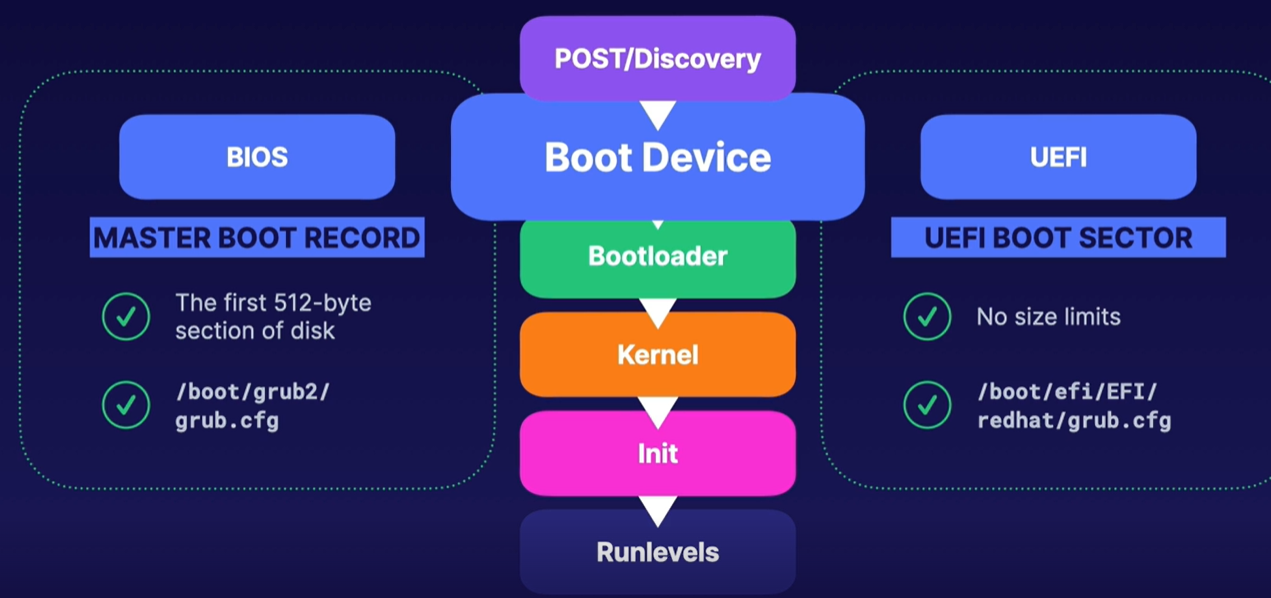 POST/Discovery
Boot Device
Bootloader
Kernel
Init
Runlevels
BIOS
MASTER BOOT RECORD
The first 512-byte
section of disk
/boot/grub2/
grub.cfg
UEFI
UEFI BOOT SECTOR
No size limits
/boot/efi/EFI/
redhat/grub.cfg